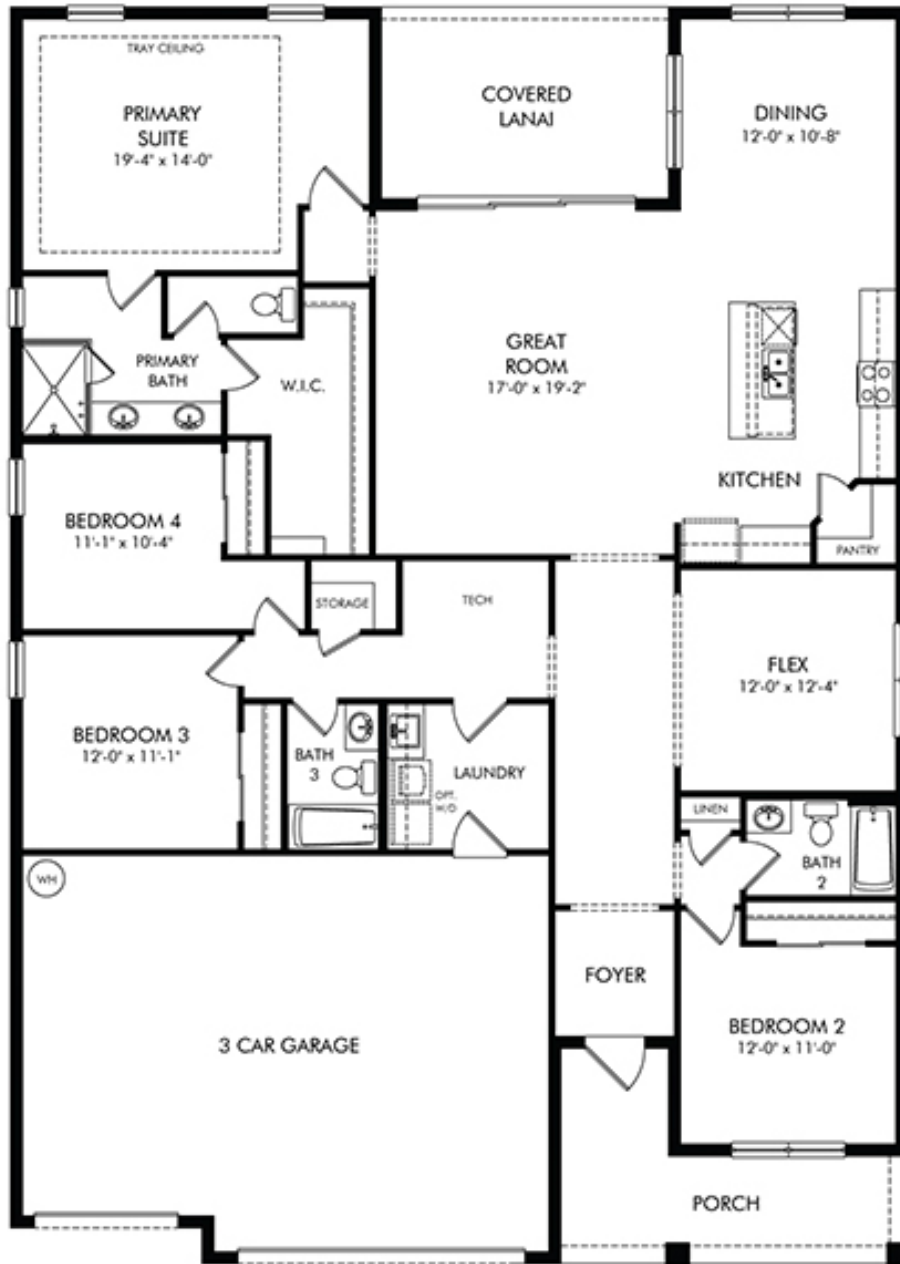 TRAY CEILING
PRIMARY
SUITE
19'-4" x 14'-0"
COVERED
LANAI
DINING
12'-0" x 10'-8"
PRIMARY
BATH
W.I.C.
GREAT
ROOM
17'-0" x 19'-2"
KITCHEN
PANTRY
BEDROOM 4
11'-1" x 10'-4"
STORAGE
TECH
FLEX
12'-0" x 12'-4"
BEDROOM 3
12'-0" x 11'-1"
BATH
3
LAUNDRY
OPT.
W/D
LINEN
BATH
2
WH
FOYER
BEDROOM 2
12'-0" x 11'-0"
3 CAR GARAGE
PORCH